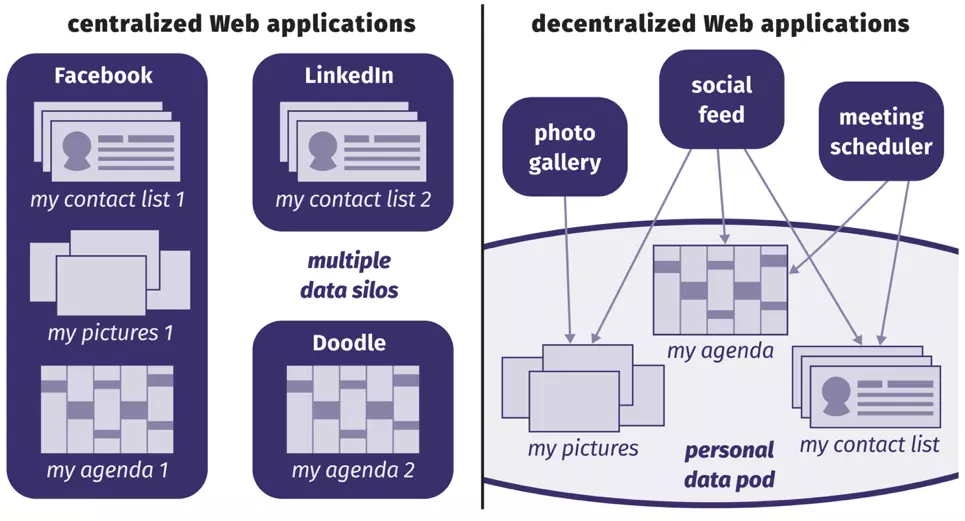 centralized Web applications
Facebook
my contact list 1
my pictures 1
my agenda 1
LinkedIn
my contact list 2
multiple
data silos
Doodle
my agenda 2
decentralized Web applications
photo
gallery
social
feed
meeting
scheduler
my agenda
my pictures
my contact list
personal
data pod